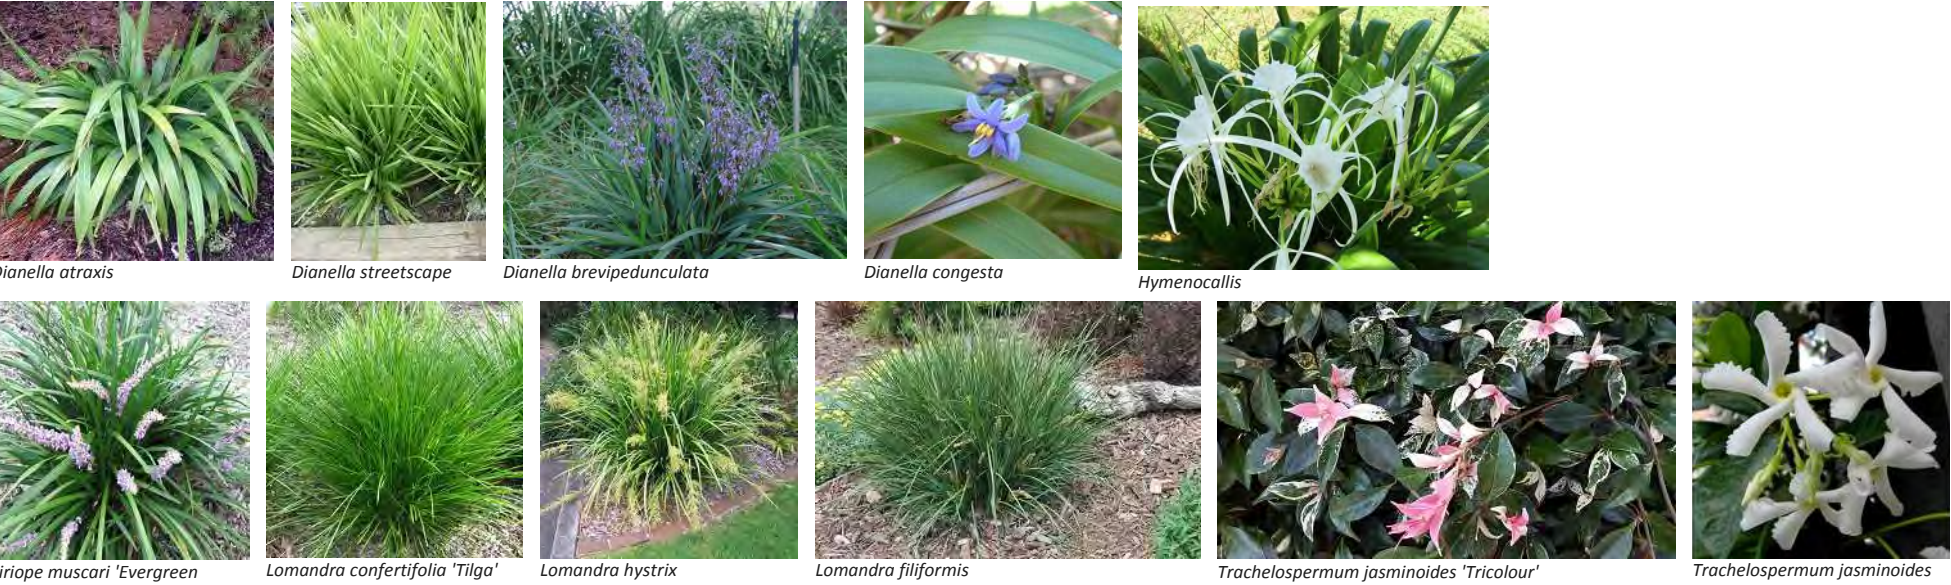 Dianella atraxis
Dianella streetscape
Dianella brevipedunculata
Dianella congesta
Hymenocallis
iriope muscari 'Evergreen
Lomandra confertifolia 'Tilga'
Lomandra hystrix
Lomandra filiformis
Trachelospermum jasminoides 'Tricolour'
Trachelospermum jasminoides